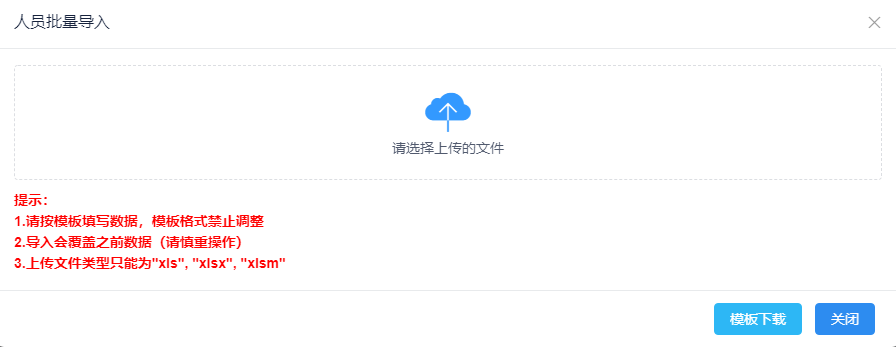 人员批量导入
请选择上传的文件
提示：
1.请按模板填写数据，模板格式禁止调整
2.导入会覆盖之前数据（请慎重操作）
3.上传文件类型只能为"xls", "xlsx", "xlsm"
模板下载
关闭